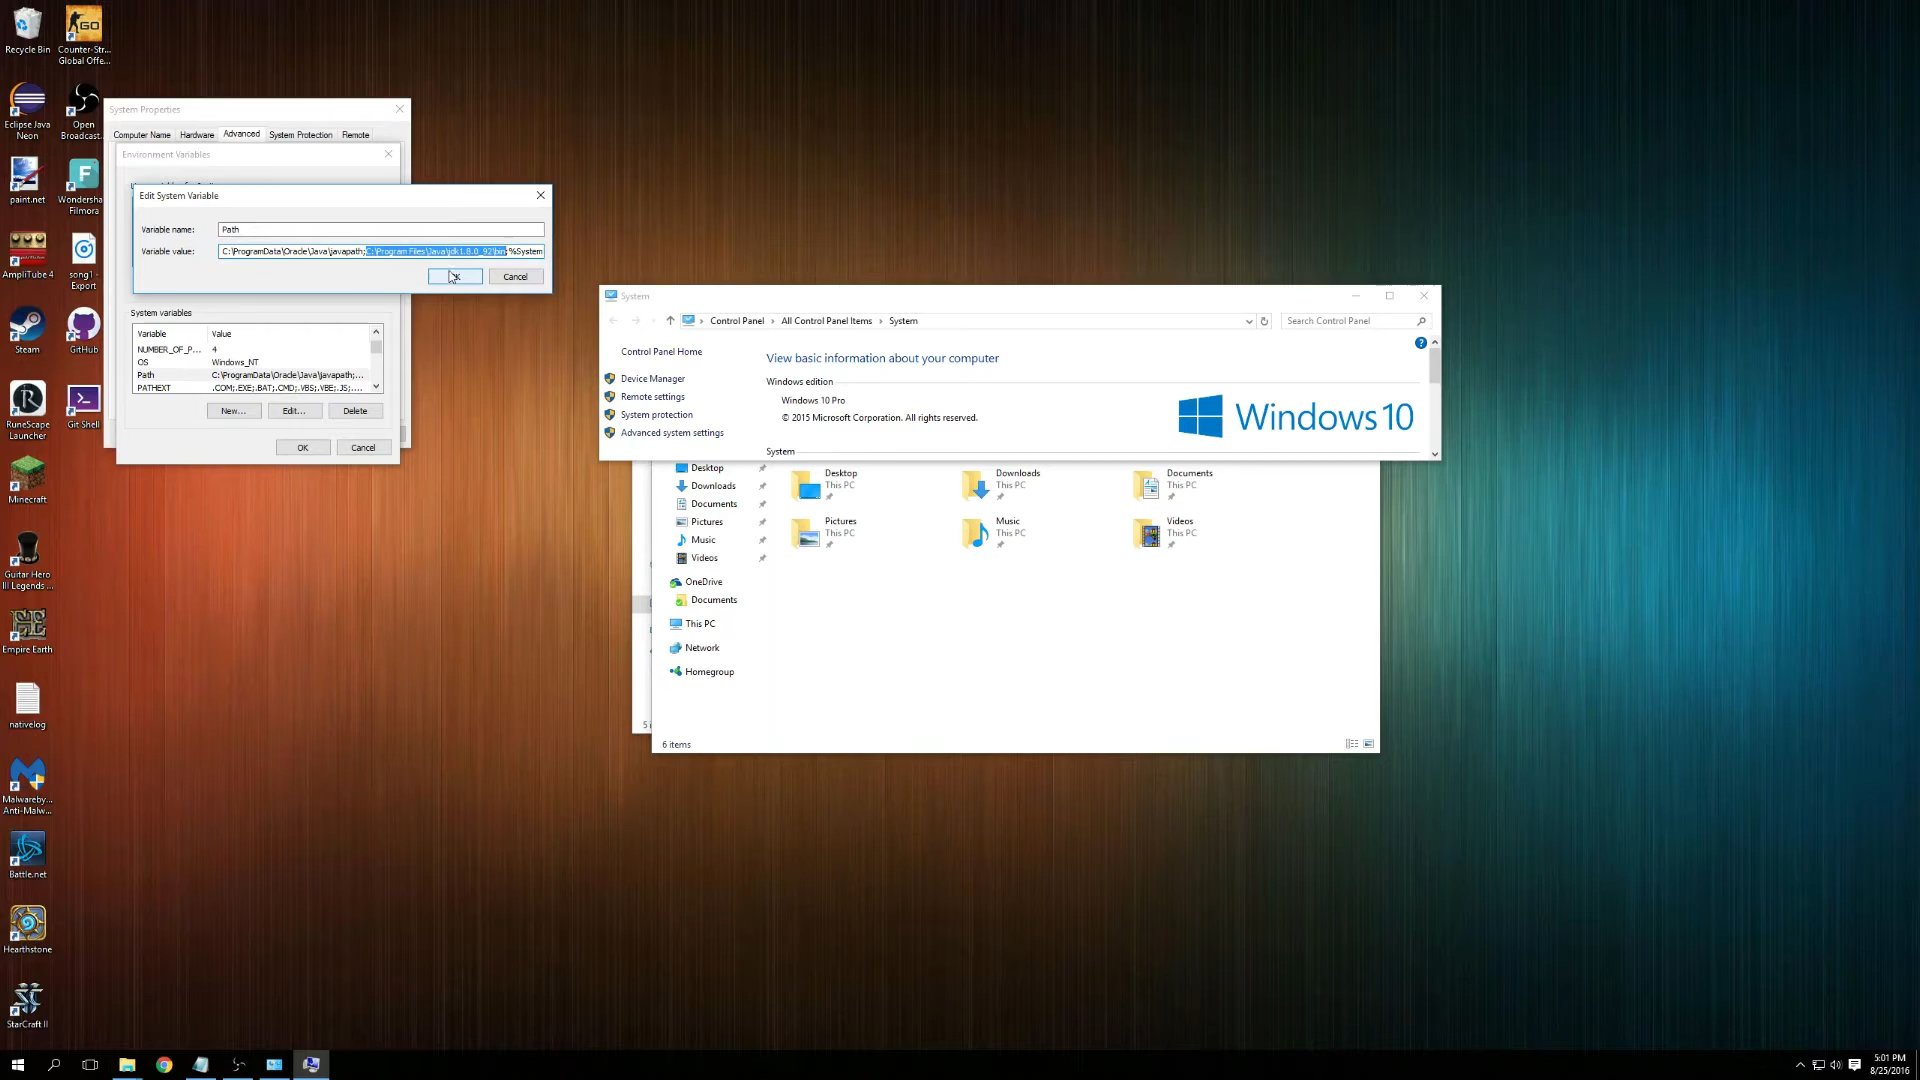 Recycle Bin
Counter-Str...
Global Offe...
Eclipse Java
Neon
Open
Broadcast...
paint.net
Wondersha
Filmora
AmpliTube 4
song1 -
Export
Steam
GitHub
RuneScape
Launcher
Git Shell
Minecraft
Guitar Hero
III Legends ...
Empire Earth
nativelog
Malwareby...
Anti-Malw...
Battle.net
Hearthstone
StarCraft II
System Properties
Computer Name
Hardware
Advanced
System Protection
Remote
Environment Variables
Edit System Variable
Variable name:
Path
Variable value:
C:\ProgramData\Oracle\Java\javapath;C:\Program Files\Java\jdk1.8.0_92\bin;%System
Cancel
System variables
Variable Value
NUMBER_OF_P... 4
OS Windows_NT
Path C:\ProgramData\Oracle\Java\javapath;...
PATHEXT .COM;.EXE;.BAT;.CMD;.VBS;.VBE;.JS;....
New...
Edit...
Delete
OK
Cancel
System
Control Panel
All Control Panel Items
System
Search Control Panel
Control Panel Home
Device Manager
Remote settings
System protection
Advanced system settings
View basic information about your computer
Windows edition
Windows 10 Pro
© 2015 Microsoft Corporation. All rights reserved.
Windows 10
System
Desktop
Downloads
Documents
Pictures
Music
Videos
OneDrive
Documents
This PC
Network
Homegroup
Desktop
This PC
Downloads
This PC
Documents
This PC
Pictures
This PC
Music
This PC
Videos
This PC
6 items
5:01 PM
8/25/2016